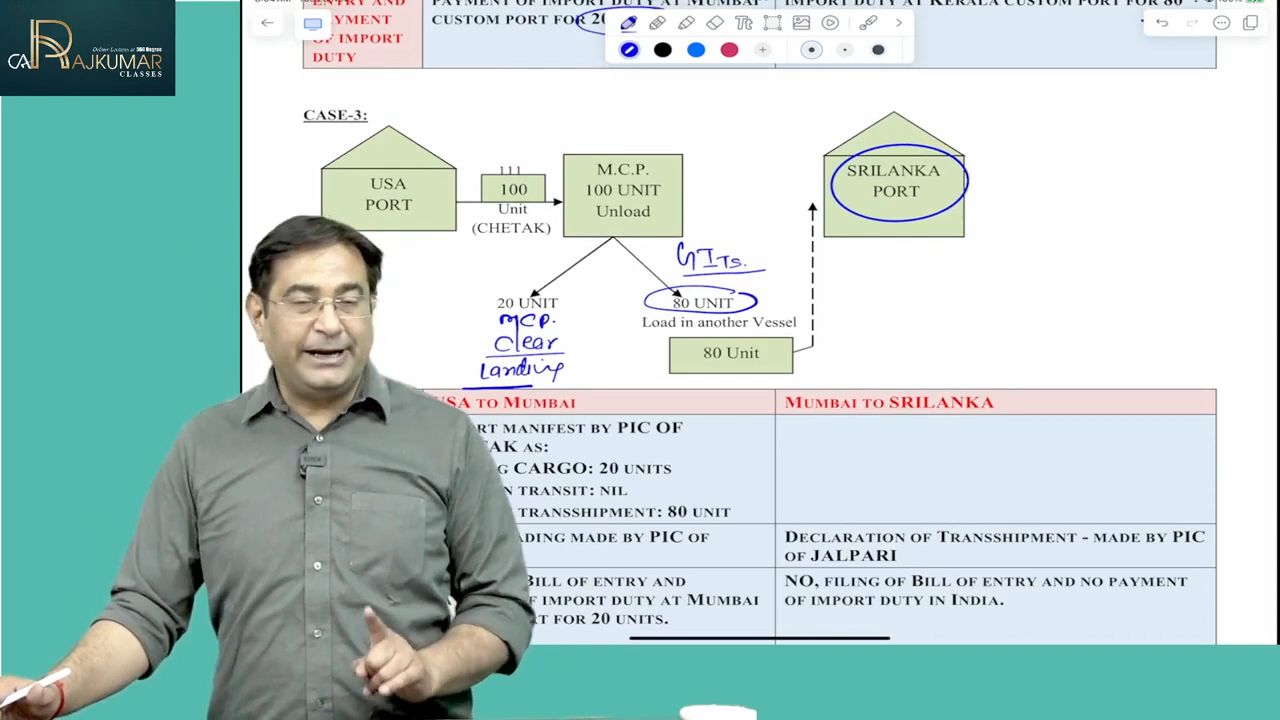 ENTRY AND
PAYMENT
OF IMPORT
DUTY
PAYMENT OF IMPORT DUTY AT MUMBAI
CUSTOM PORT FOR 20
IMPORT DUTY AT KERALA CUSTOM PORT FOR 80
CA RAJKUMAR
Deliver Lectures at 360 Degree
CLASSES
Tt
CASE-3:
USA
PORT
111
100
Unit
(CHETAK)
M.C.P.
100 UNIT
Unload
SRILANKA
PORT
GITTs.
20 UNIT
MCP.
Clear
Landing
80 UNIT
Load in another Vessel
80 Unit
USA TO MUMBAI
MUMBAI TO SRILANKA
RT MANIFEST BY PIC OF
AK AS:
G CARGO: 20 UNITS
N TRANSIT: NIL
TRANSSHIPMENT: 80 UNIT
ADING MADE BY PIC OF
DECLARATION OF TRANSSHIPMENT - MADE BY PIC
OF JALPARI
BILL OF ENTRY AND
F IMPORT DUTY AT MUMBAI
RT FOR 20 UNITS.
NO, FILING OF BILL OF ENTRY AND NO PAYMENT
OF IMPORT DUTY IN INDIA.